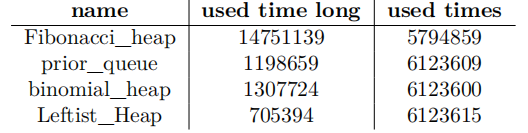 name used time long used times
Fibonacci_heap 14751139 5794859
prior_queue 1198659 6123609
binomial_heap 1307724 6123600
Leftist_Heap 705394 6123615